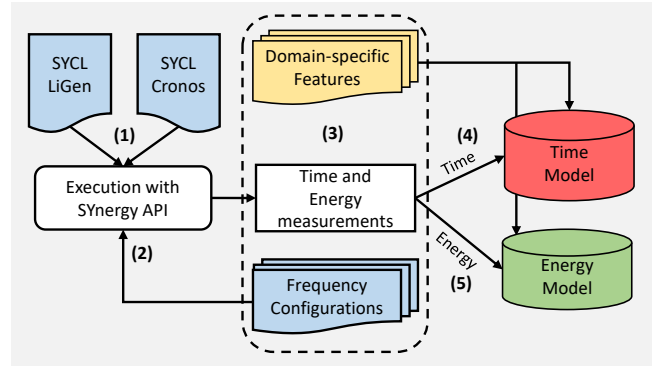 SYCL
LiGen
SYCL
Cronos
(1)
Execution with
SYnergy API
(2)
Domain-specific
Features
(3)
Time and
Energy
measurements
Frequency
Configurations
(4)
Time
Energy
(5)
Time
Model
Energy
Model